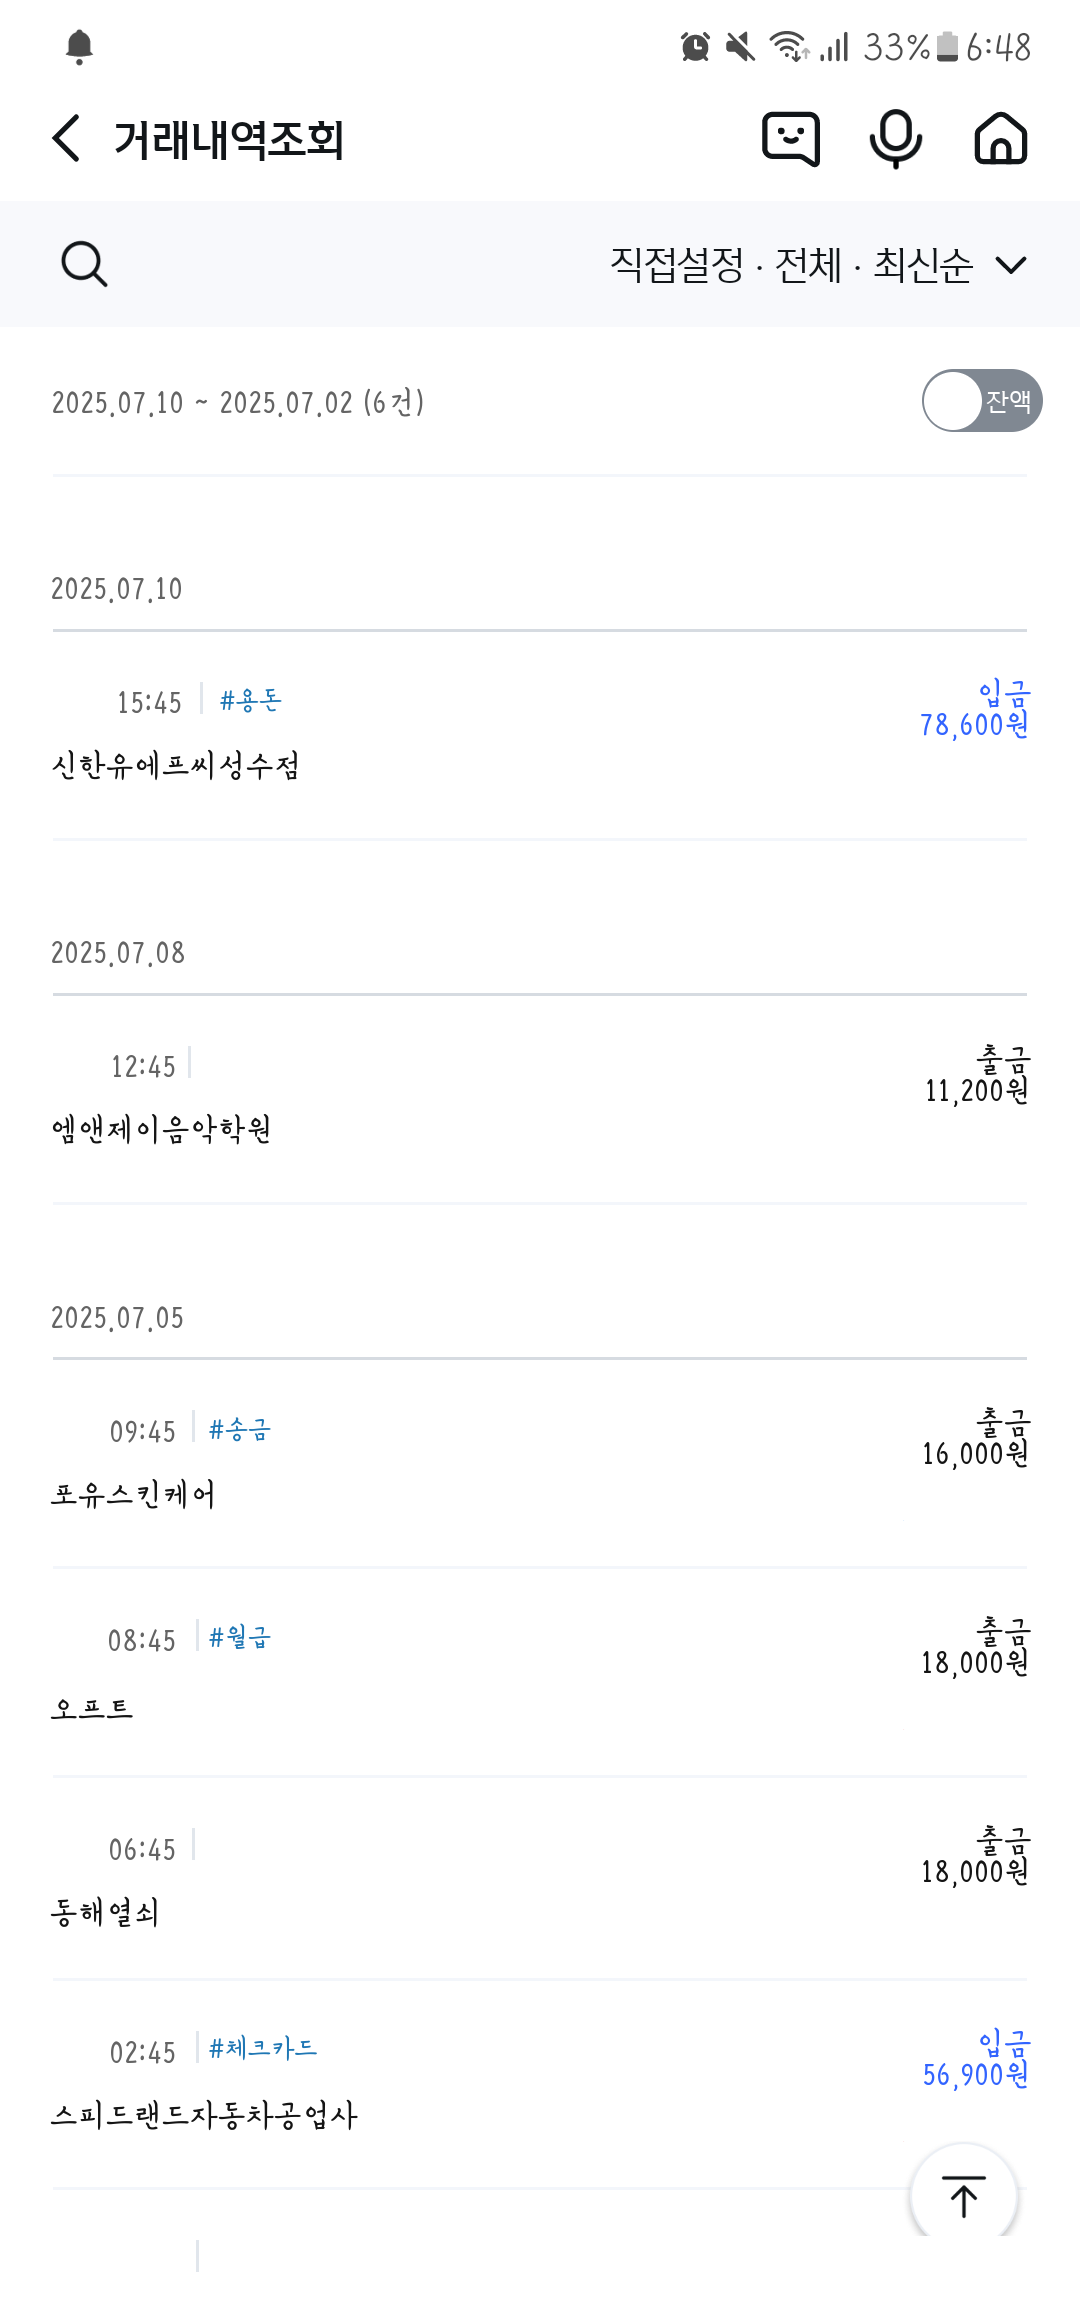 33% 6:48
거래내역조회
직접설정 · 전체 · 최신순
2025.07.10 ~ 2025.07.02 (6건)
잔액
2025.07.10
15:45 #용돈
입금
78,600원
신한유에프씨성수점
2025.07.08
12:45
출금
11,200원
엠앤제이음악학원
2025.07.05
09:45 #송금
출금
16,000원
포유스킨케어
08:45 #월급
출금
18,000원
오프트
06:45
출금
18,000원
동해열쇠
02:45 #체크카드
입금
56,900원
스피드랜드자동차공업사